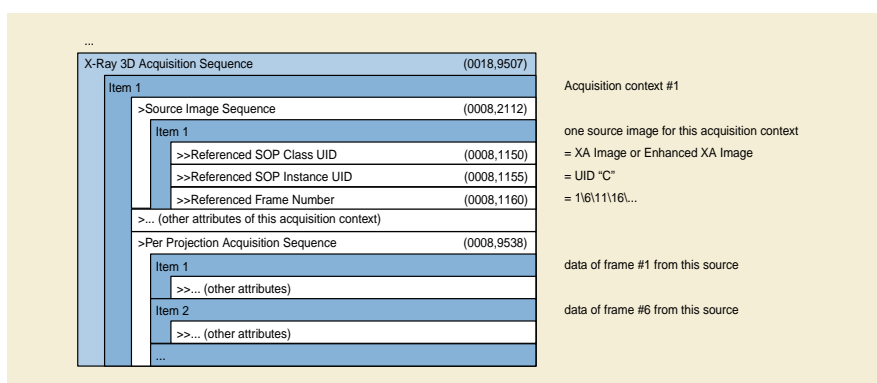 ...
X-Ray 3D Acquisition Sequence (0018,9507)
Item 1 Acquisition context #1
>Source Image Sequence (0008,2112)
Item 1 one source image for this acquisition context
>>Referenced SOP Class UID (0008,1150) = XA Image or Enhanced XA Image
>>Referenced SOP Instance UID (0008,1155) = UID “C”
>>Referenced Frame Number (0008,1160) = 1\6\11\16\...
>... (other attributes of this acquisition context)
>Per Projection Acquisition Sequence (0008,9538)
Item 1 data of frame #1 from this source
>>... (other attributes)
Item 2 data of frame #6 from this source
>>... (other attributes)
...